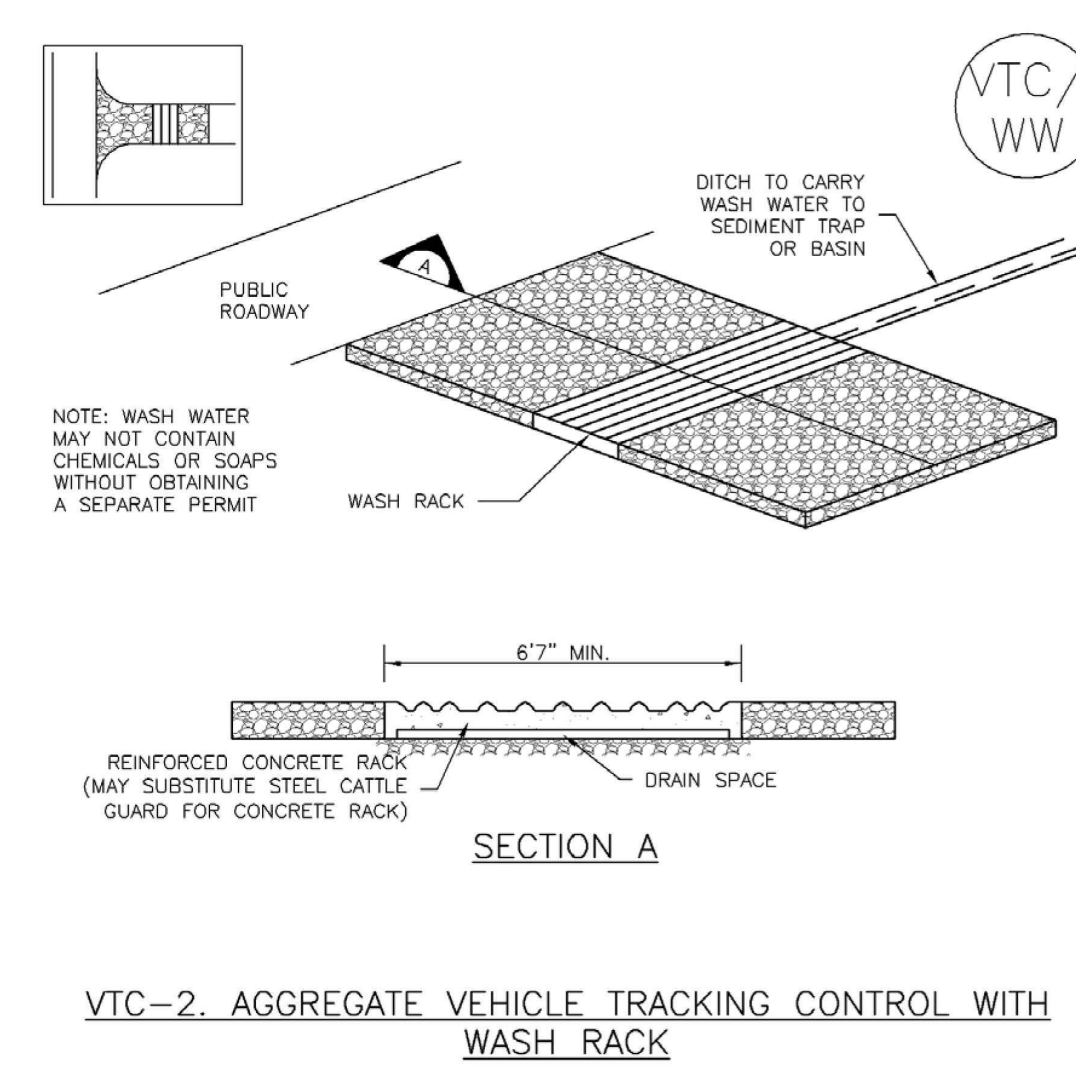 VTC/
WW
DITCH TO CARRY
WASH WATER TO
SEDIMENT TRAP
OR BASIN
A
PUBLIC
ROADWAY
NOTE: WASH WATER
MAY NOT CONTAIN
CHEMICALS OR SOAPS
WITHOUT OBTAINING
A SEPARATE PERMIT
WASH RACK
6'7" MIN.
REINFORCED CONCRETE RACK
(MAY SUBSTITUTE STEEL CATTLE
GUARD FOR CONCRETE RACK)
DRAIN SPACE
SECTION A
VTC-2. AGGREGATE VEHICLE TRACKING CONTROL WITH
WASH RACK